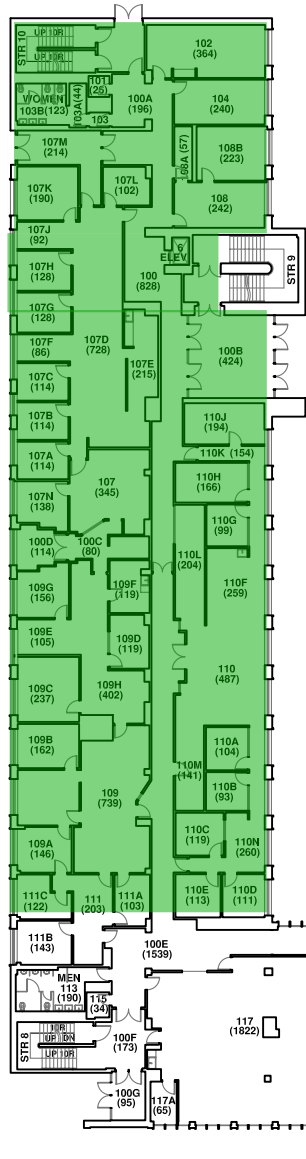 STR 10
UP 10R
UP 10R
102
(364)
101
(25)
WOMEN
103B(123)
103A(44)
103
100A
(196)
104
(240)
107M
(214)
108A (57)
108B
(223)
107K
(190)
107L
(102)
108
(242)
107J
(92)
107H
(128)
6
ELEV
100
(828)
STR 9
107G
(128)
107F
(86)
107D
(728)
107E
(215)
100B
(424)
107C
(114)
107B
(114)
110J
(194)
107A
(114)
110K (154)
107N
(138)
107
(345)
110H
(166)
110G
(99)
100D
(114)
100C
(80)
110L
(204)
109G
(156)
109F
(119)
110F
(259)
109E
(105)
109D
(119)
109C
(237)
109H
(402)
110
(487)
109B
(162)
110A
(104)
110M
(141)
109
(739)
110B
(93)
109A
(146)
110C
(119)
110N
(260)
111C
(122)
111
(203)
111A
(103)
110E
(113)
110D
(111)
111B
(143)
100E
(1539)
MEN
113
(190)
115
(34)
117
(1822)
STR 8
10R
UP DN
UP 10R
100F
(173)
100G
(95)
117A
(65)